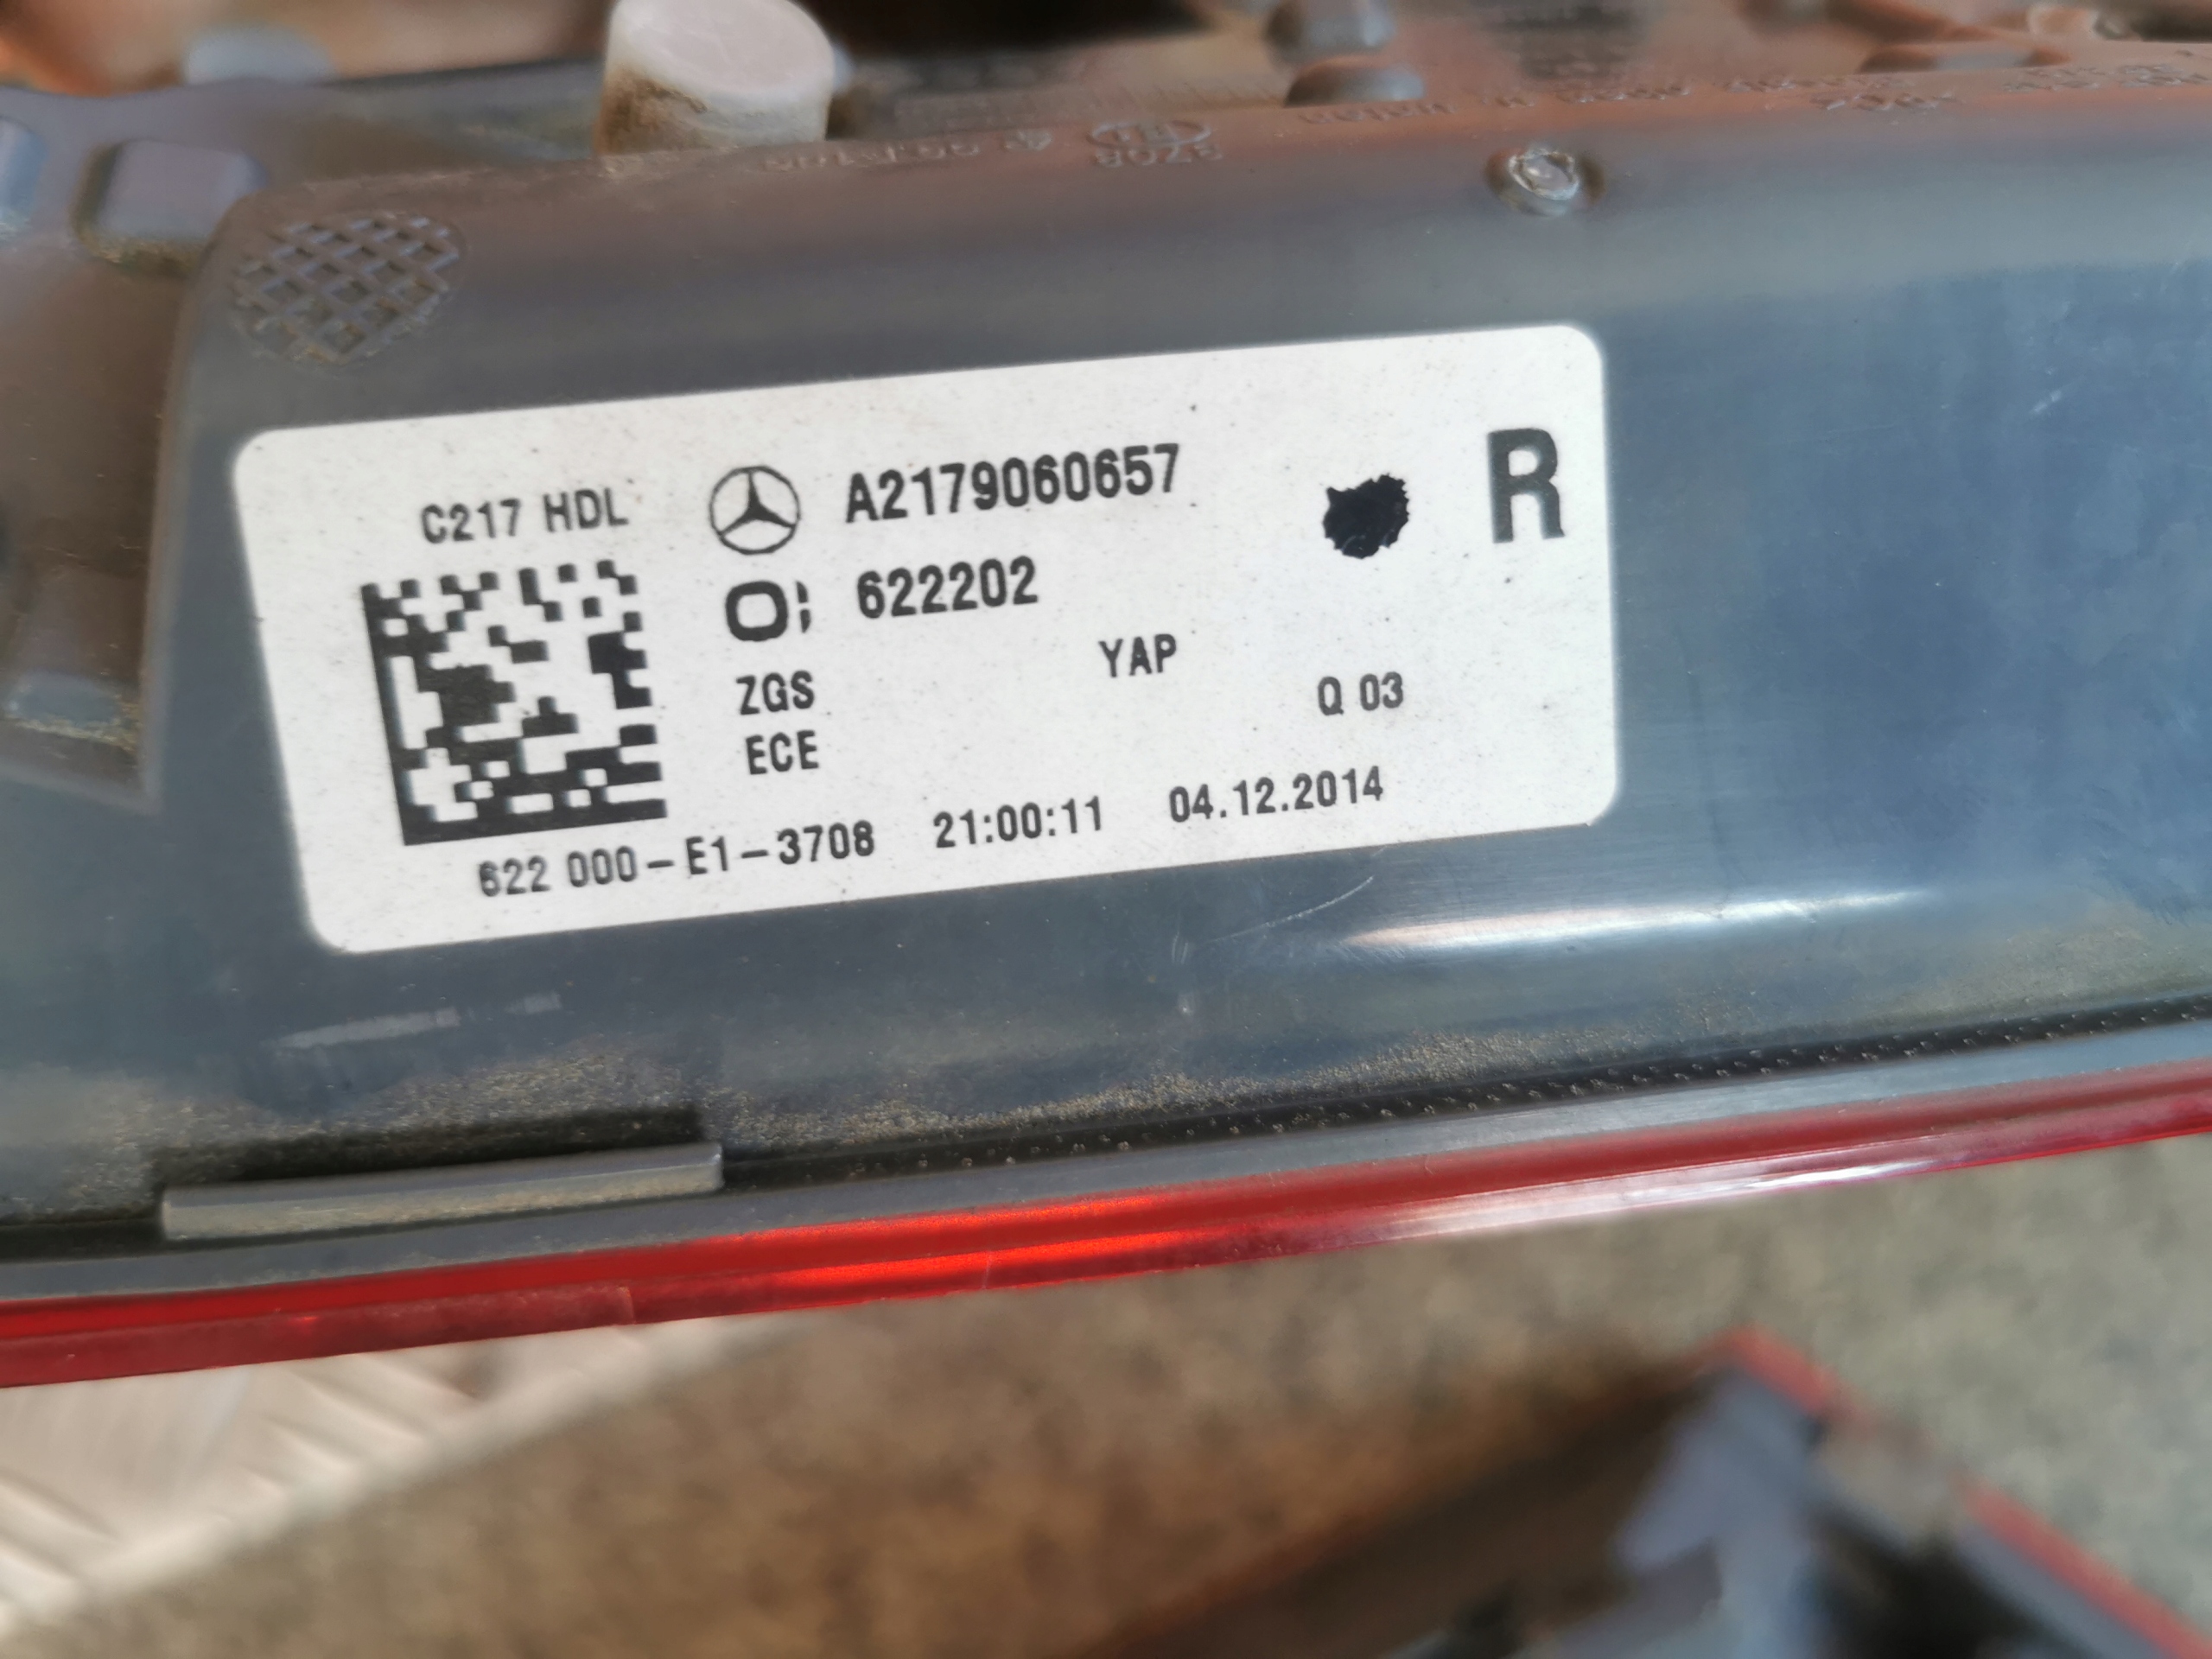 C217 HDL A2179060657 R
622202
ZGS YAP Q 03
ECE
622 000-E1-3708 21:00:11 04.12.2014